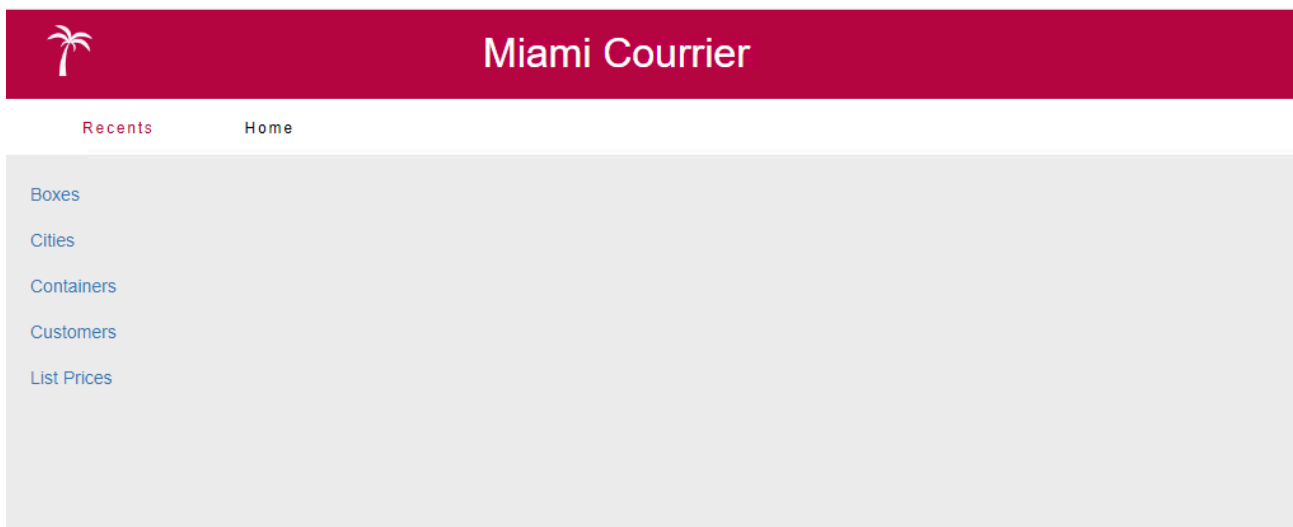 Miami Courrier
Recents Home
Boxes
Cities
Containers
Customers
List Prices